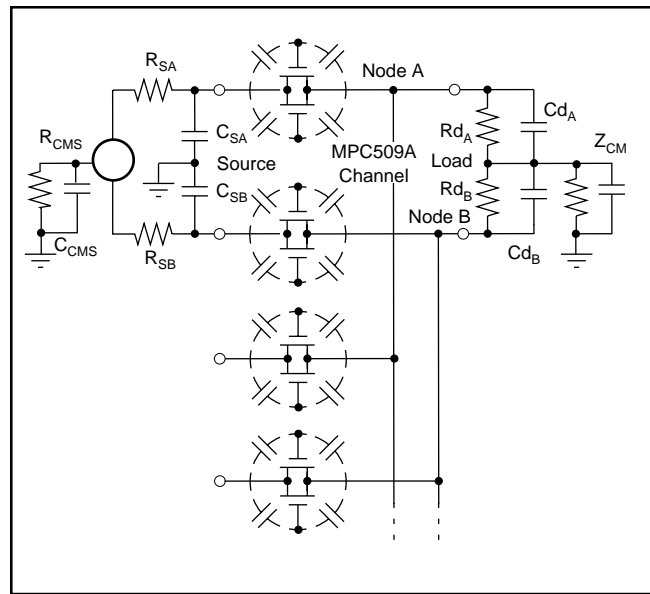 R_SA
Node A
Cd_A
R_CMS
C_SA
Rd_A
MPC509A
Channel
Z_CM
Source
Load
C_SB
Rd_B
Node B
C_CMS
R_SB
Cd_B